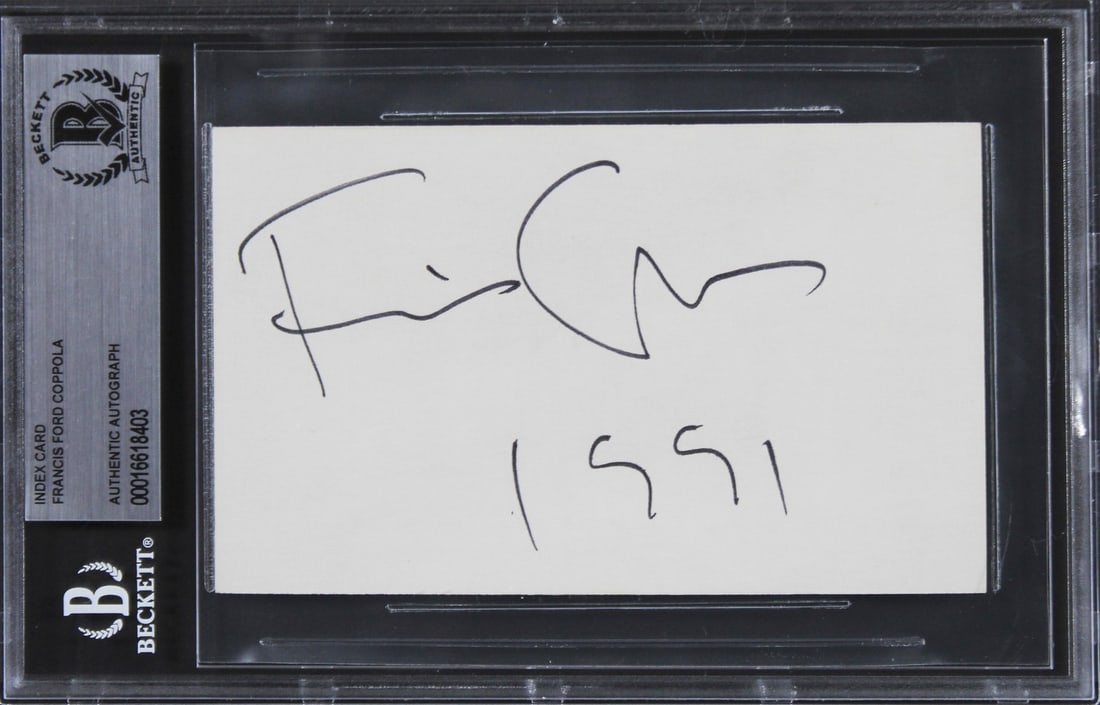 BECKETT
B
AUTHENTIC
INDEX CARD
FRANCIS FORD COPPOLA
AUTHENTIC AUTOGRAPH
00016618403
B
BECKETT®
1991